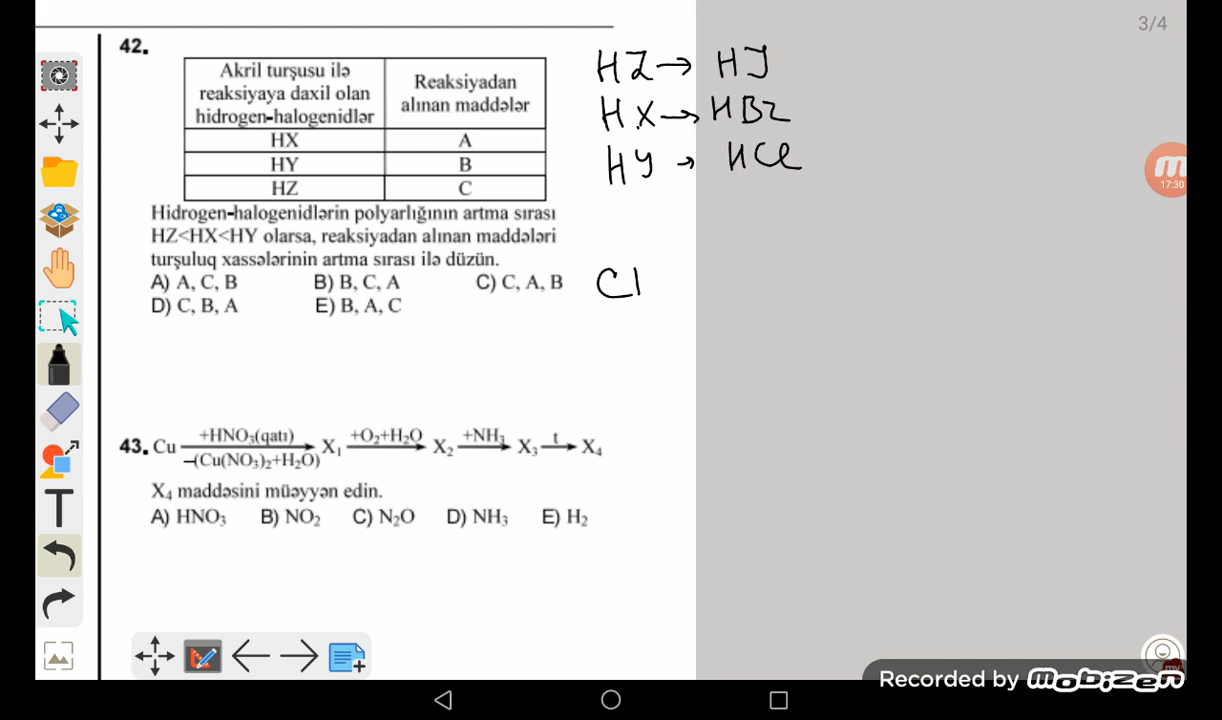 3/4
42.
Akril turşusu ilə reaksiyaya daxil olan hidrogen-halogenidlər | Reaksiyadan alınan maddələr
HX | A
HY | B
HZ | C
Hidrogen-halogenidlərin polyarlığının artma sırası
HZ<HX<HY olarsa, reaksiyadan alınan maddələri
turşuluq xassələrinin artma sırası ilə düzün.
A) A, C, B B) B, C, A C) C, A, B
D) C, B, A E) B, A, C
HZ→ HJ
HX→ HBr
HY → HCl
Cl
43. Cu +HNO₃(qatı) −(Cu(NO₃)₂+H₂O) → X₁ +O₂+H₂O → X₂ +NH₃ → X₃ t → X₄
X₄ maddəsini müəyyən edin.
A) HNO₃ B) NO₂ C) N₂O D) NH₃ E) H₂
T
17:30
Recorded by mobizen